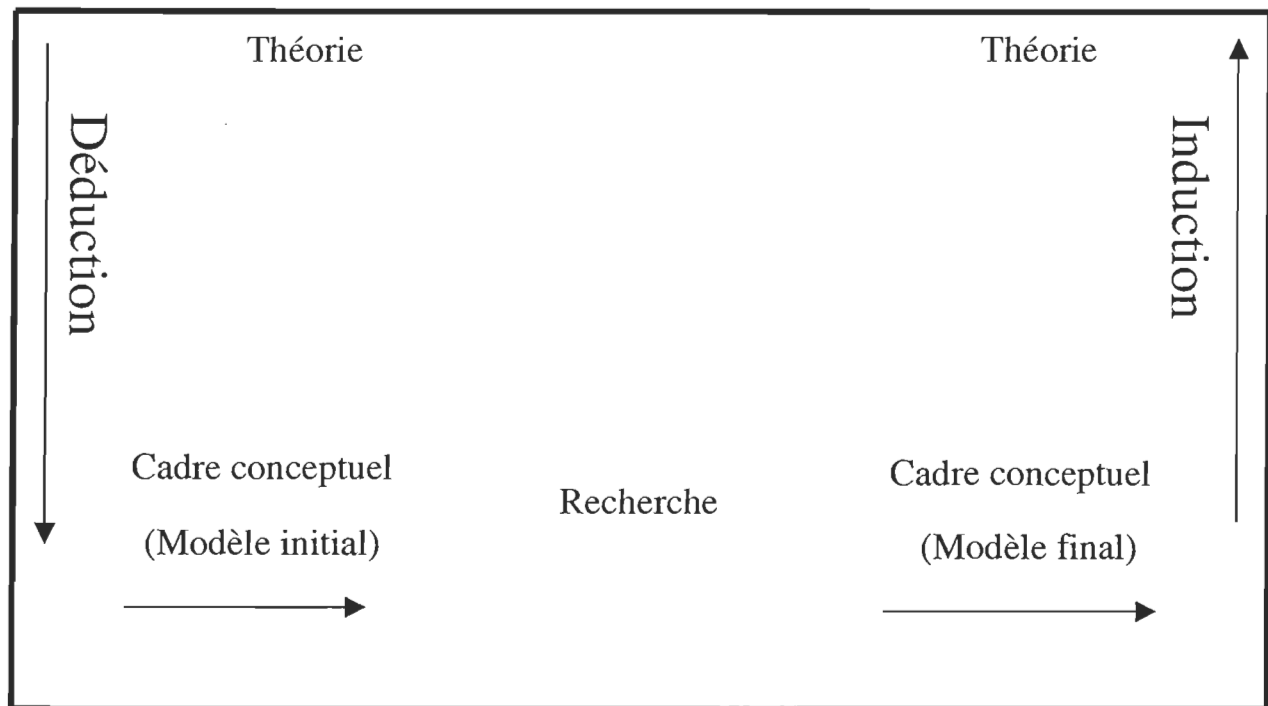 Théorie
Théorie
Déduction
Induction
Cadre conceptuel
(Modèle initial)
Recherche
Cadre conceptuel
(Modèle final)